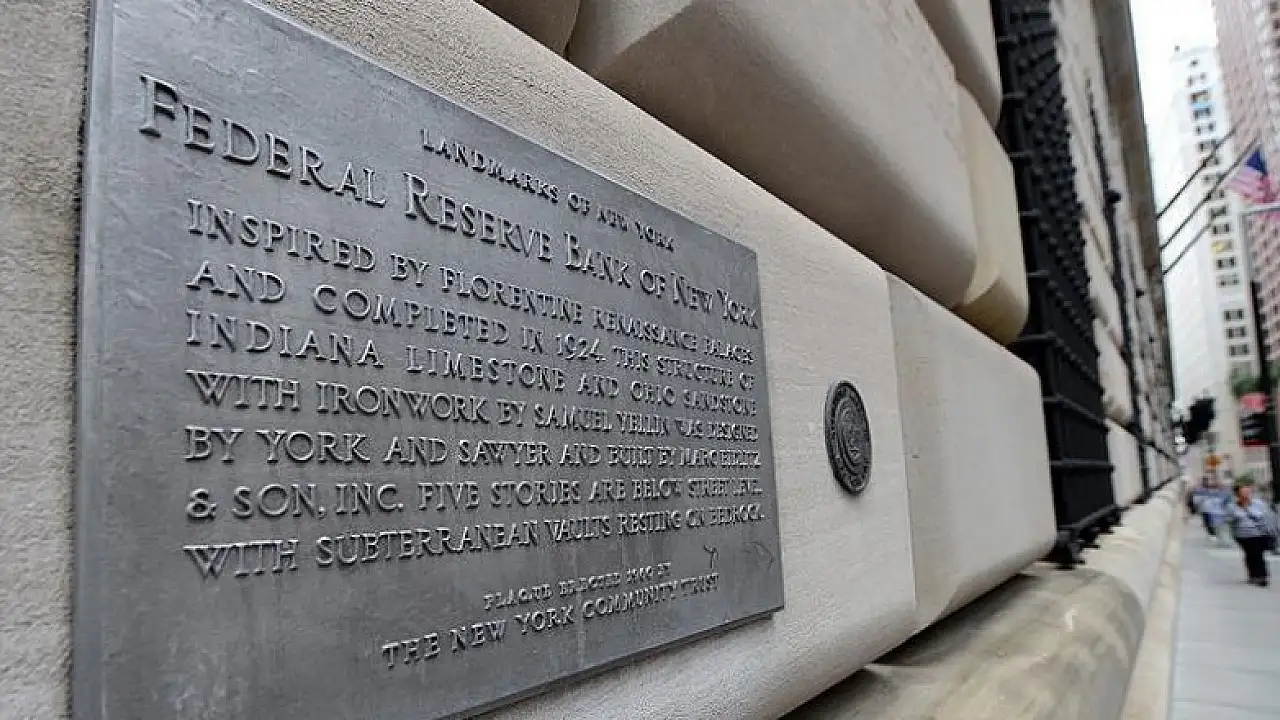 LANDMARKS OF NEW YORK
FEDERAL RESERVE BANK OF NEW YORK
INSPIRED BY FLORENTINE RENAISSANCE PALACES
AND COMPLETED IN 1924, THIS STRUCTURE OF
INDIANA LIMESTONE AND OHIO SANDSTONE
WITH IRONWORK BY SAMUEL YELLIN WAS DESIGNED
BY YORK AND SAWYER AND BUILT BY MARC EIDLITZ
& SON, INC. FIVE STORIES ARE BELOW STREET LEVEL
WITH SUBTERRANEAN VAULTS RESTING ON BEDROCK.
PLAQUE ERECTED BY
THE NEW YORK COMMUNITY TRUST